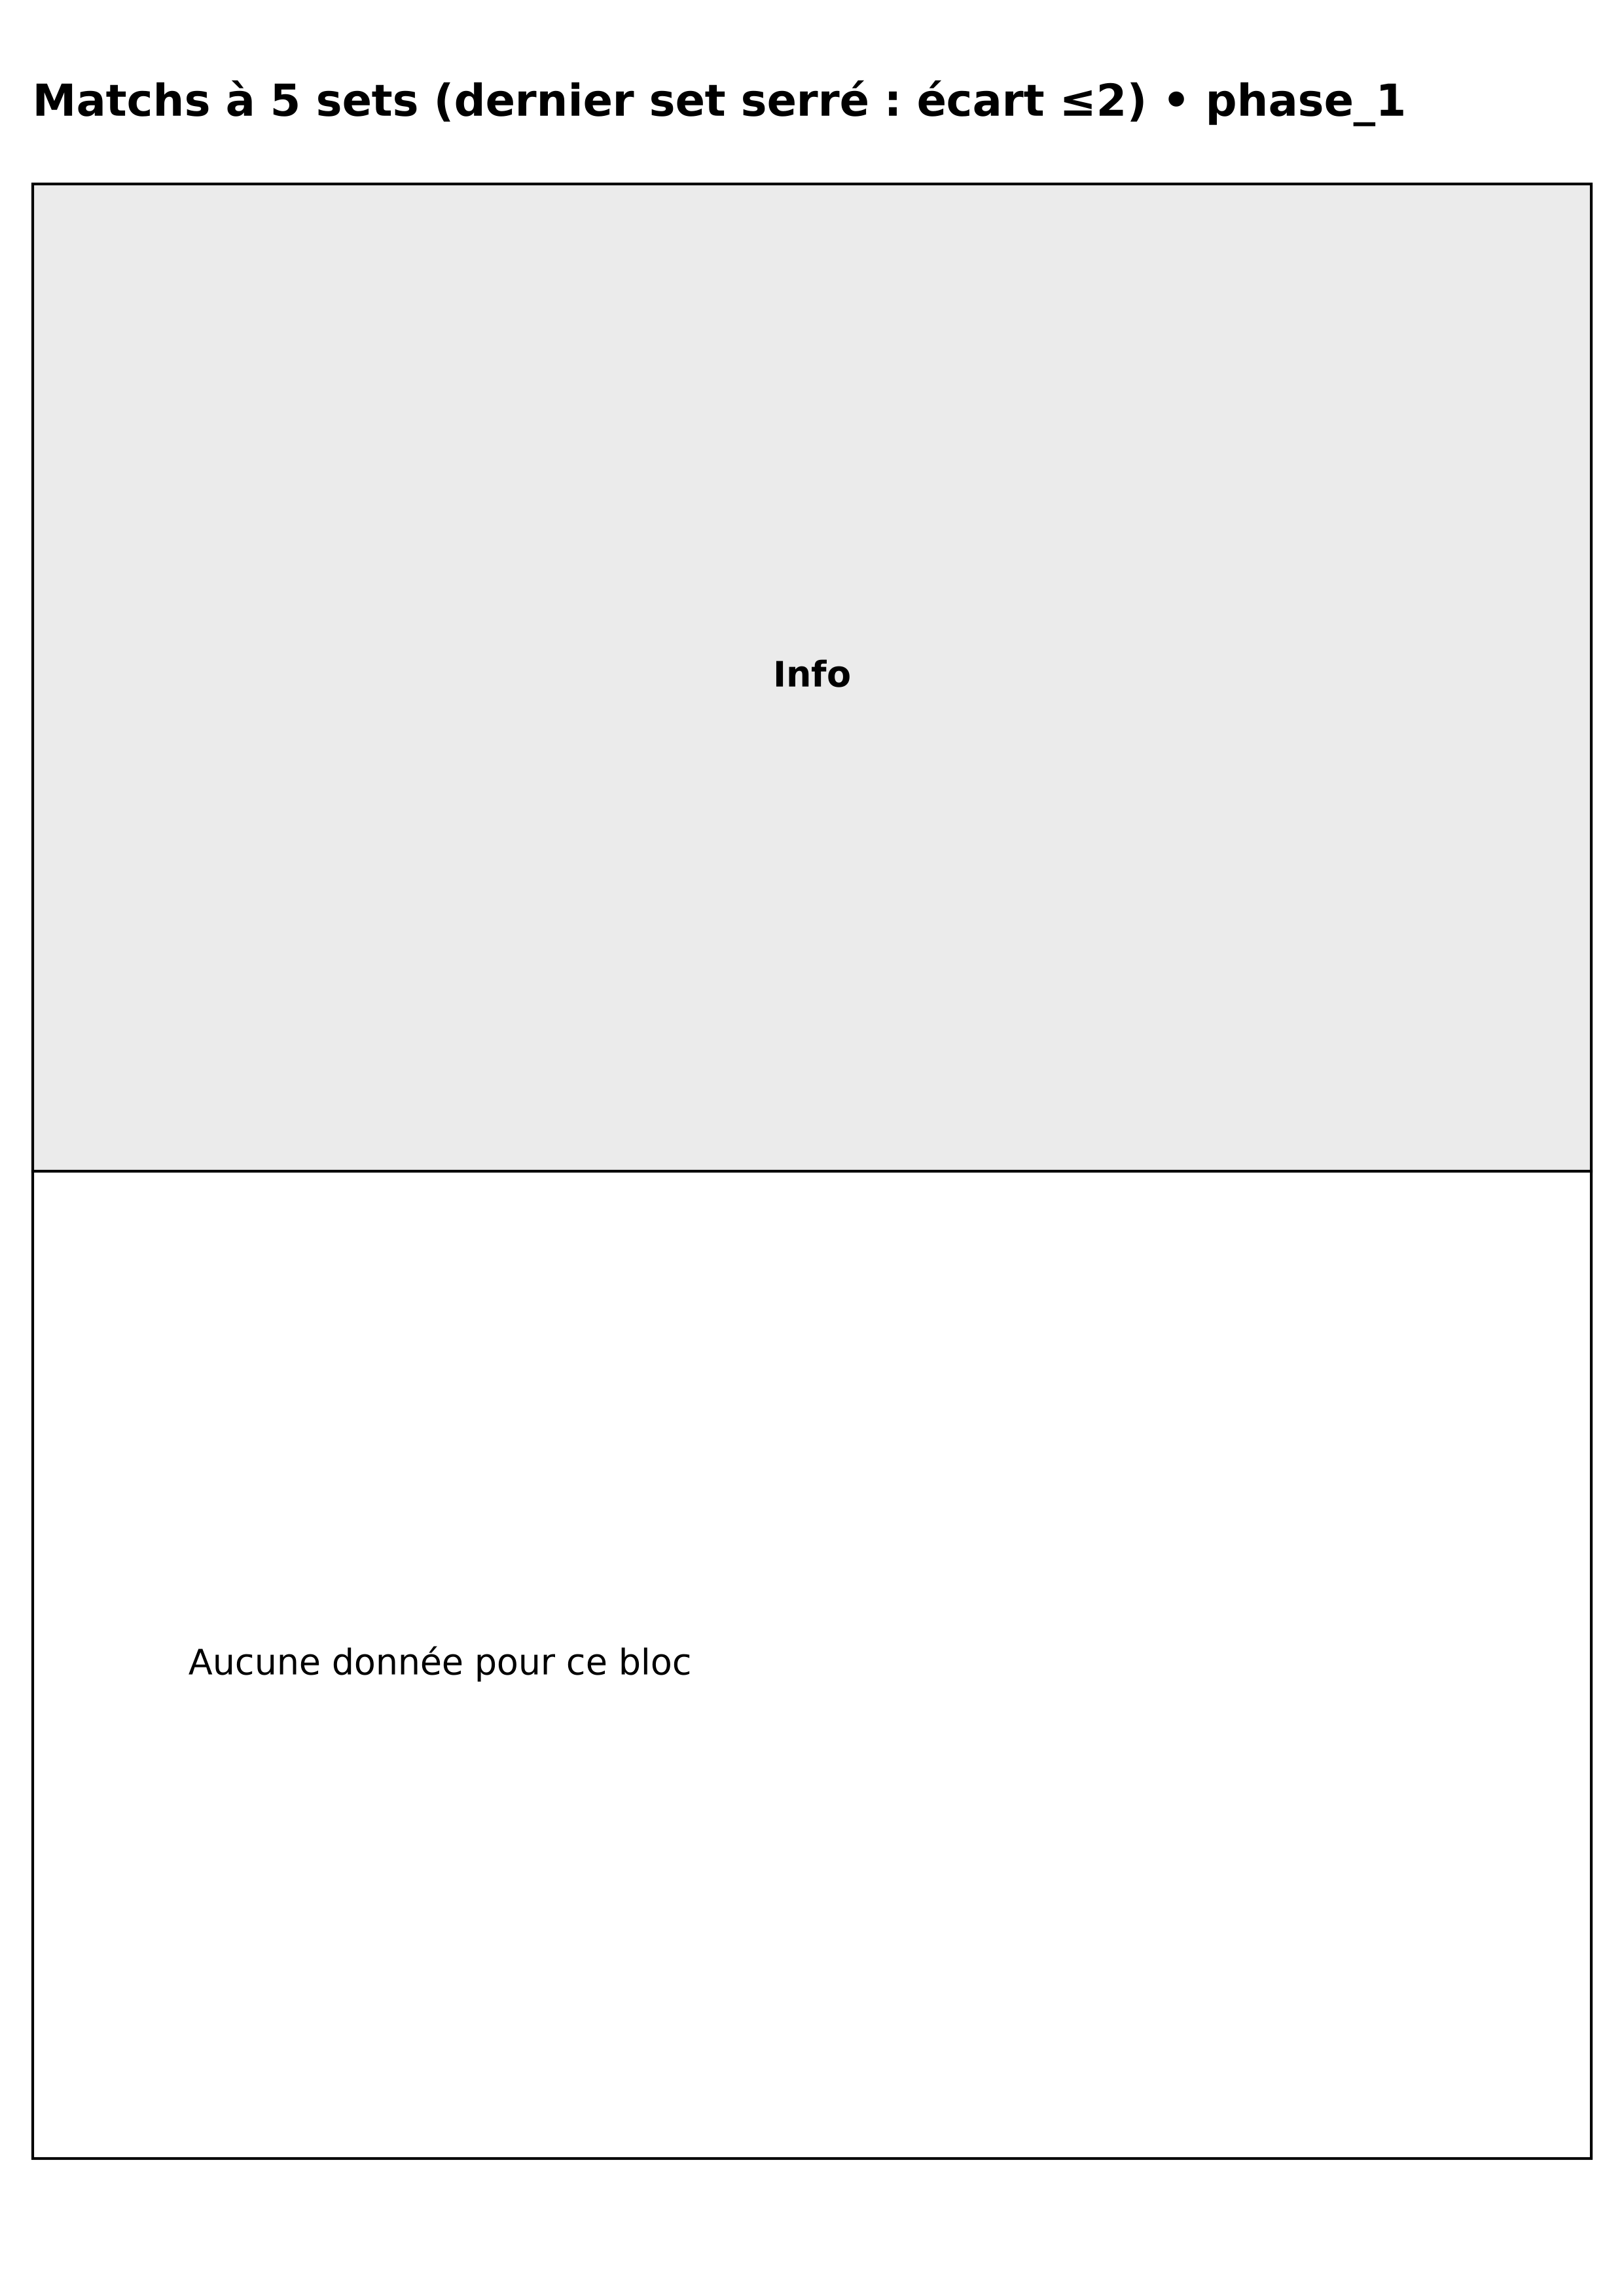 Matchs à 5 sets (dernier set serré : écart ≤2) • phase_1
Info
Aucune donnée pour ce bloc